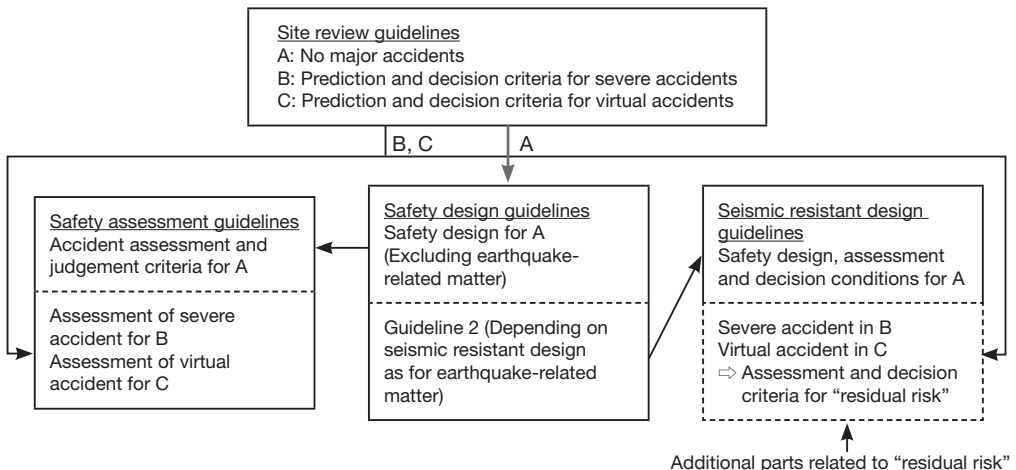 Site review guidelines
A: No major accidents
B: Prediction and decision criteria for severe accidents
C: Prediction and decision criteria for virtual accidents
B, C
A
Safety assessment guidelines
Accident assessment and
judgement criteria for A
Assessment of severe
accident for B
Assessment of virtual
accident for C
Safety design guidelines
Safety design for A
(Excluding earthquake-
related matter)
Guideline 2 (Depending on
seismic resistant design
as for earthquake-related
matter)
Seismic resistant design
guidelines
Safety design, assessment
and decision conditions for A
Severe accident in B
Virtual accident in C
⇨ Assessment and decision
criteria for “residual risk”
Additional parts related to “residual risk”